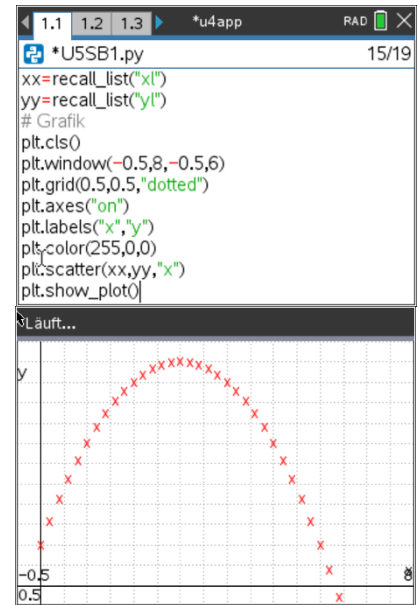 1.1 1.2 1.3 *u4app RAD
*U5SB1.py 15/19
xx=recall_list("xl")
yy=recall_list("yl")
# Grafik
plt.cls()
plt.window(−0.5,8,−0.5,6)
plt.grid(0.5,0.5,"dotted")
plt.axes("on")
plt.labels("x","y")
plt.color(255,0,0)
plt.scatter(xx,yy,"x")
plt.show_plot()
Läuft...
y
−0.5
0.5